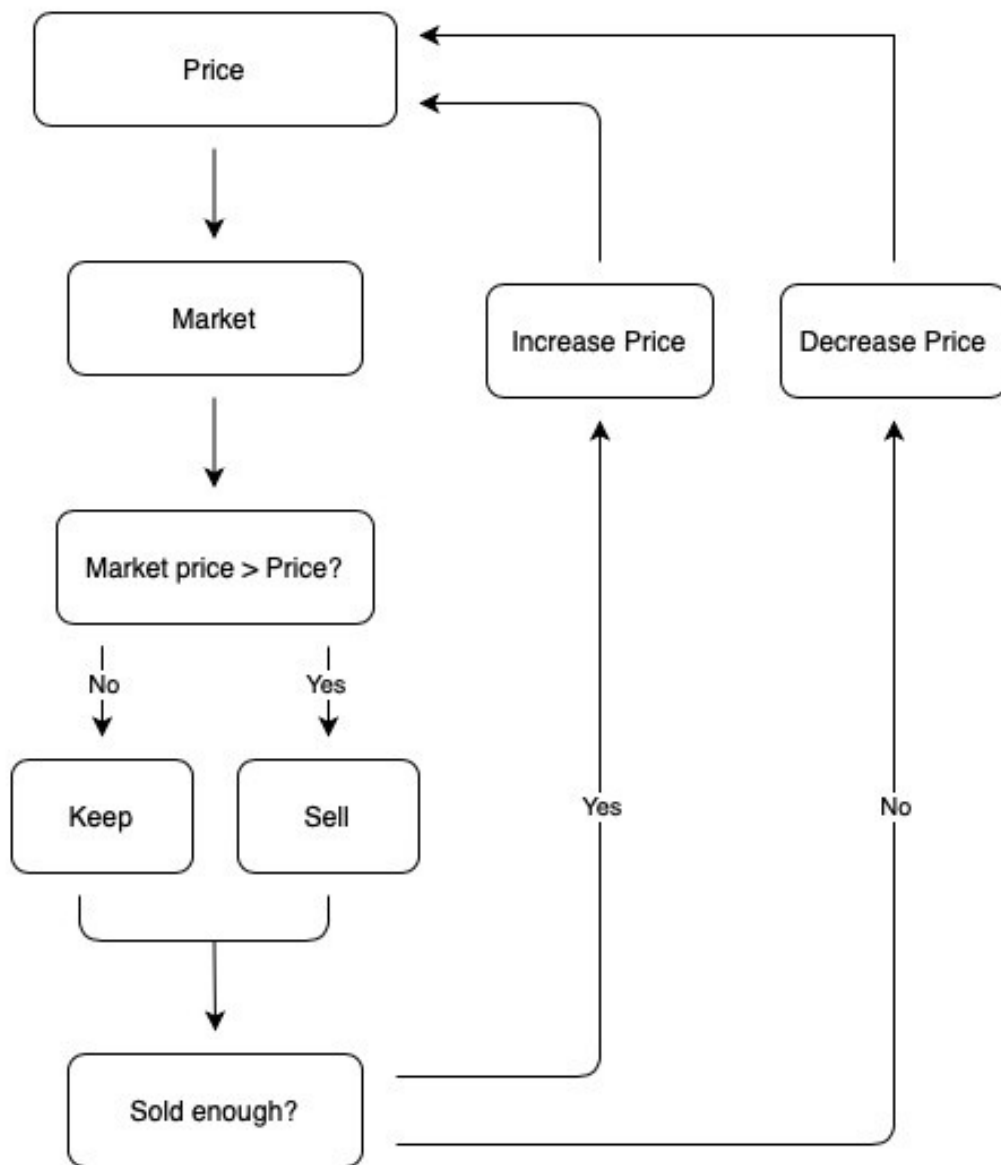 Price
Market
Increase Price
Decrease Price
Market price > Price?
No
Yes
Keep
Sell
Yes
No
Sold enough?